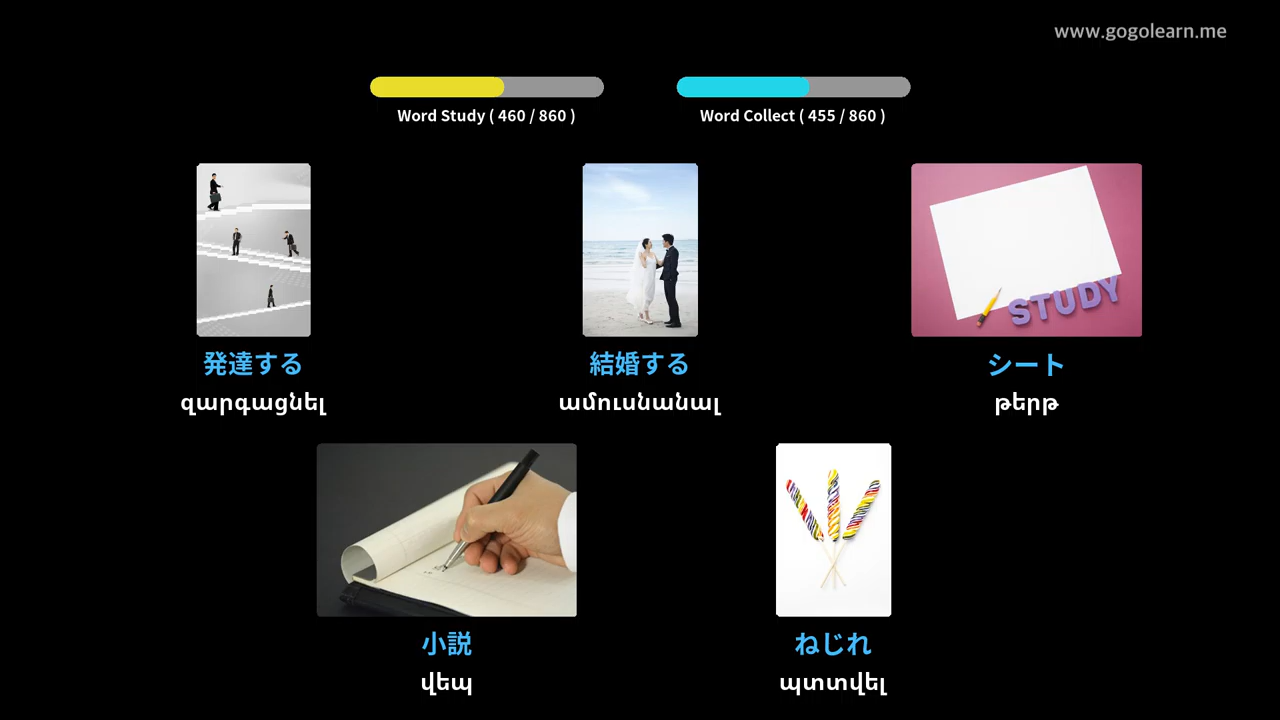 www.gogolearn.me
Word Study ( 460 / 860 )
Word Collect ( 455 / 860 )
STUDY
発達する
結婚する
シート
զարգացնել
ամուսնանալ
թերթ
小説
ねじれ
վեպ
պտտվել